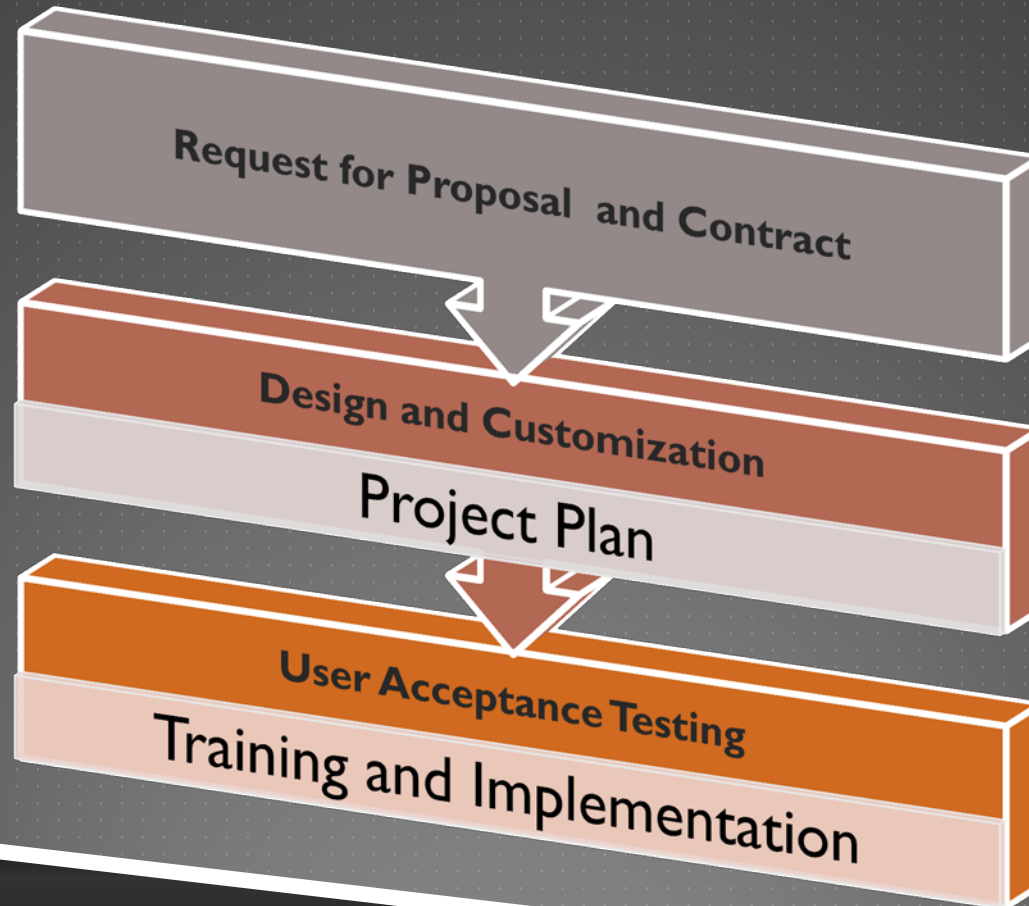 Request for Proposal and Contract
Design and Customization
Project Plan
User Acceptance Testing
Training and Implementation